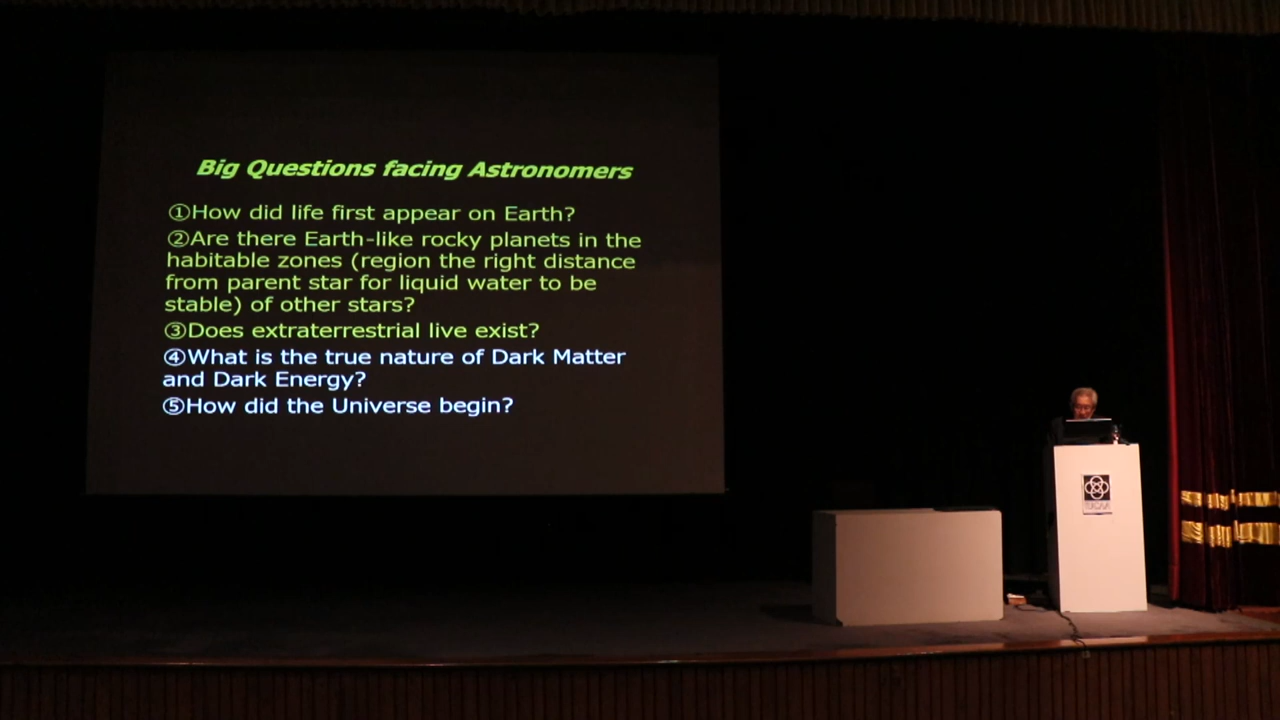 Big Questions facing Astronomers
①How did life first appear on Earth?
②Are there Earth-like rocky planets in the
habitable zones (region the right distance
from parent star for liquid water to be
stable) of other stars?
③Does extraterrestrial live exist?
④What is the true nature of Dark Matter
and Dark Energy?
⑤How did the Universe begin?